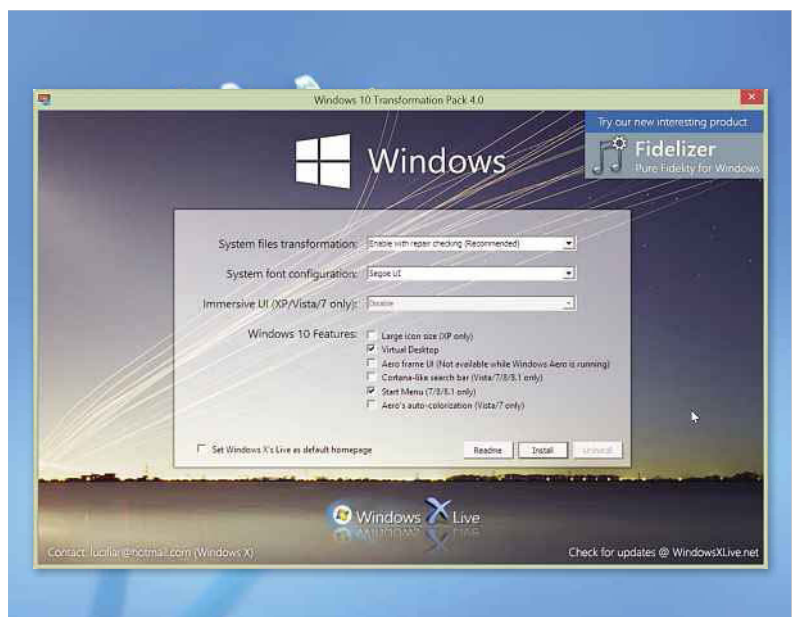 Windows 10 Transformation Pack 4.0
Try our new interesting product
Fidelizer
Pure Fidelity for Windows
Windows
System files transformation: Enable with repair checking (Recommended)
System font configuration: Segoe UI
Immersive UI (XP/Vista/7 only): Disable
Windows 10 Features: Large icon size (XP only)
Virtual Desktop
Aero frame UI (Not available while Windows Aero is running)
Cortana-like search bar (Vista/7/8/8.1 only)
Start Menu (7/8/8.1 only)
Aero's auto-colorization (Vista/7 only)
Set Windows X's Live as default homepage
Readme Install Uninstall
Windows X Live
Contact: @hotmail.com (Windows X)
Check for updates @ WindowsXLive.net